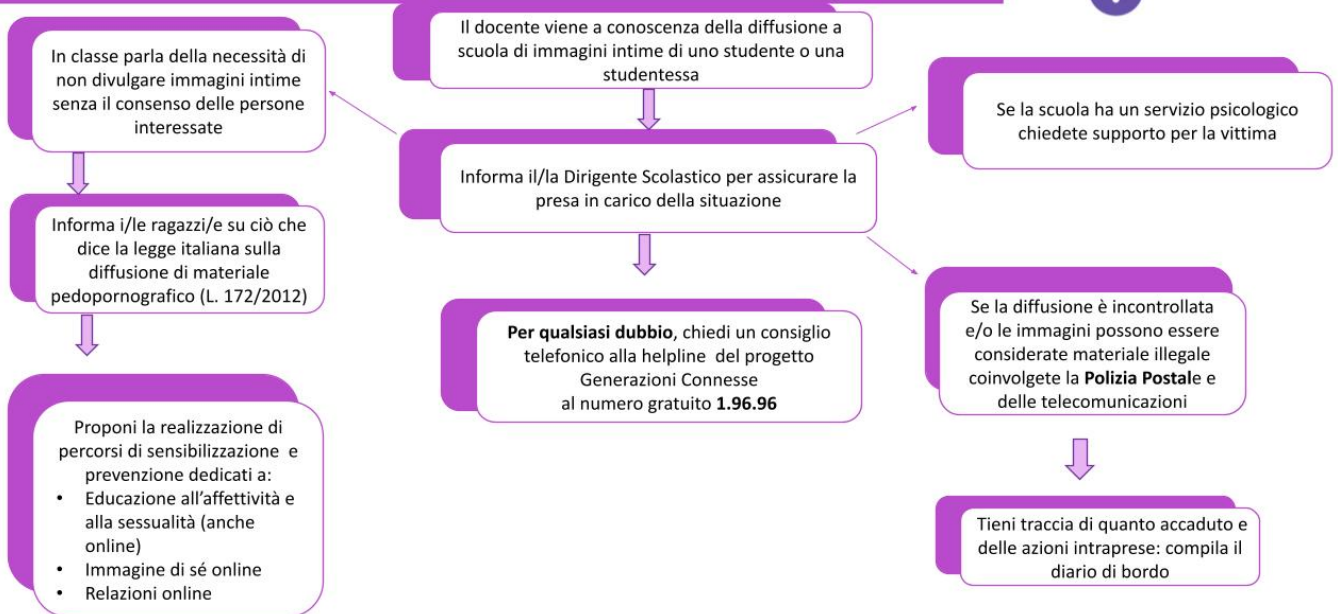 Il docente viene a conoscenza della diffusione a
scuola di immagini intime di uno studente o una
studentessa
In classe parla della necessità di
non divulgare immagini intime
senza il consenso delle persone
interessate
Se la scuola ha un servizio psicologico
chiedete supporto per la vittima
Informa il/la Dirigente Scolastico per assicurare la
presa in carico della situazione
Informa i/le ragazzi/e su ciò che
dice la legge italiana sulla
diffusione di materiale
pedopornografico (L. 172/2012)
Per qualsiasi dubbio, chiedi un consiglio
telefonico alla helpline del progetto
Generazioni Connesse
al numero gratuito 1.96.96
Se la diffusione è incontrollata
e/o le immagini possono essere
considerate materiale illegale
coinvolgete la Polizia Postale e
delle telecomunicazioni
Proponi la realizzazione di
percorsi di sensibilizzazione e
prevenzione dedicati a:
• Educazione all'affettività e
alla sessualità (anche
online)
• Immagine di sé online
• Relazioni online
Tieni traccia di quanto accaduto e
delle azioni intraprese: compila il
diario di bordo